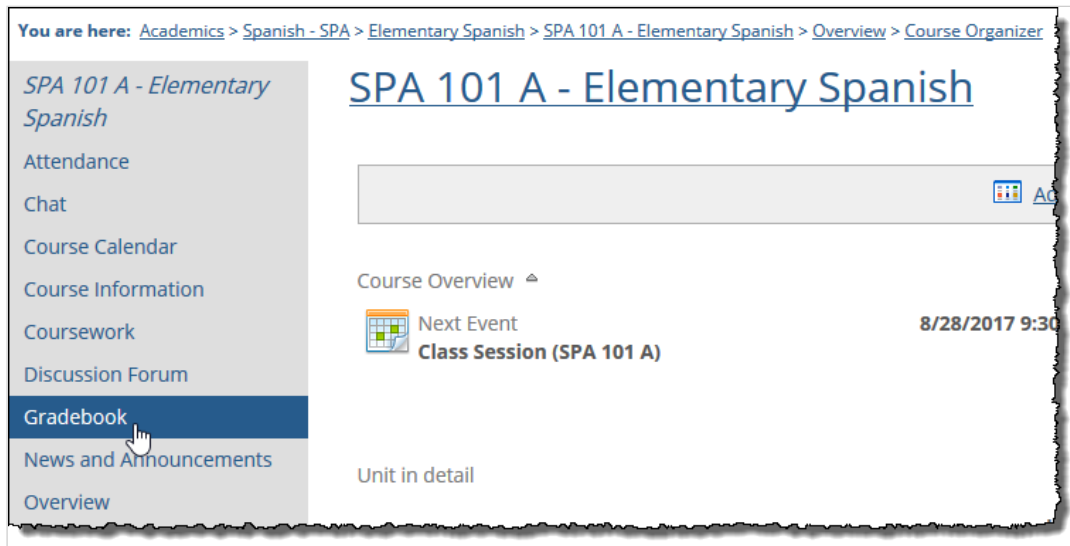 You are here: Academics > Spanish - SPA > Elementary Spanish > SPA 101 A - Elementary Spanish > Overview > Course Organizer
SPA 101 A - Elementary
Spanish
Attendance
Chat
Course Calendar
Course Information
Coursework
Discussion Forum
Gradebook
News and Announcements
Overview
SPA 101 A - Elementary Spanish
Course Overview
Next Event
8/28/2017 9:30
Class Session (SPA 101 A)
Unit in detail